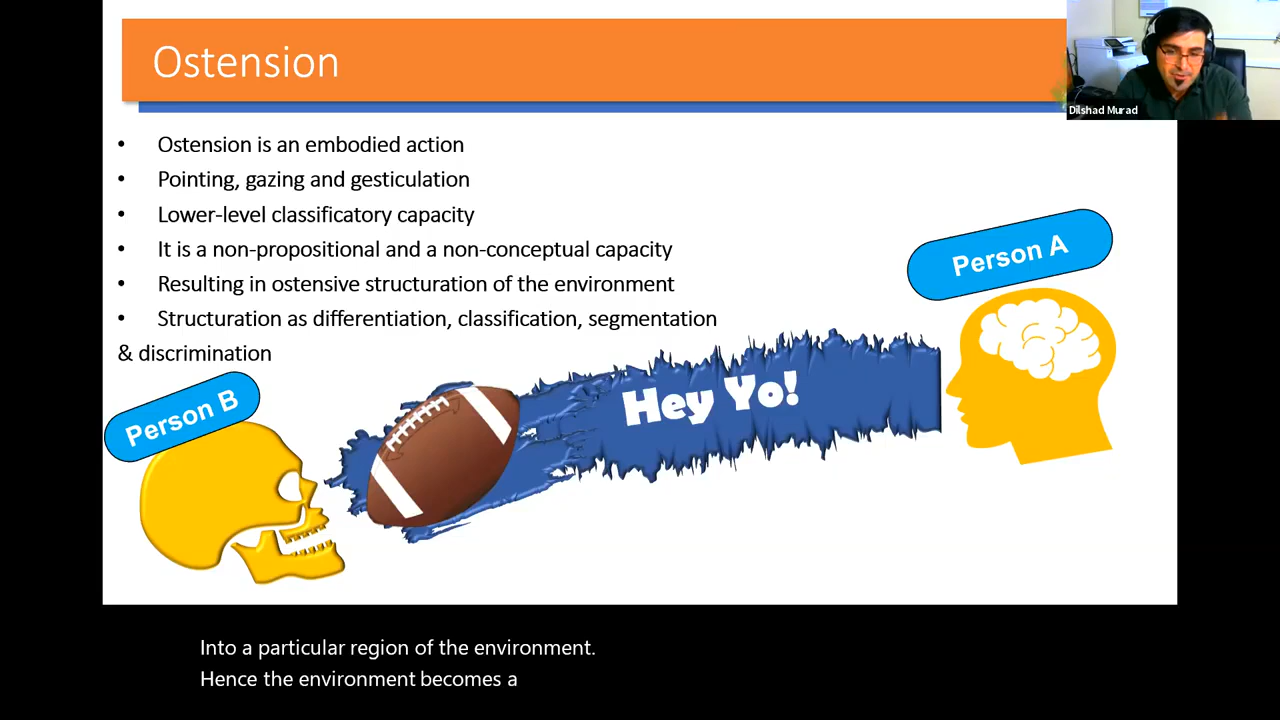 Ostension
Dilshad Murad
• Ostension is an embodied action
• Pointing, gazing and gesticulation
• Lower-level classificatory capacity
• It is a non-propositional and a non-conceptual capacity
• Resulting in ostensive structuration of the environment
• Structuration as differentiation, classification, segmentation
& discrimination
Person A
Person B
Hey Yo!
Into a particular region of the environment.
Hence the environment becomes a